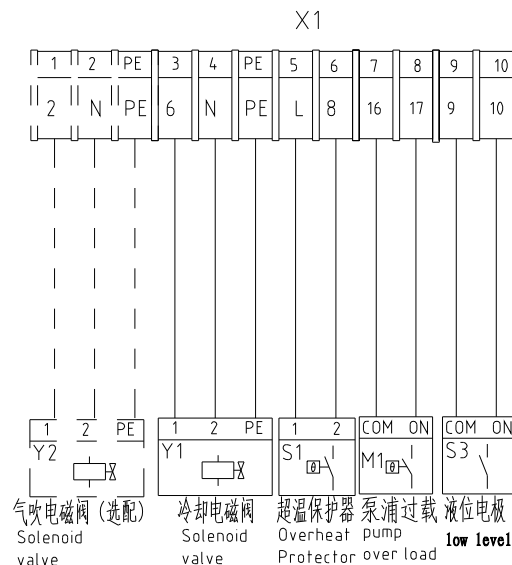 X1
1 2 PE 3 4 PE 5 6 7 8 9 10
2 N PE 6 N PE L 8 16 17 9 10
1 2 PE 1 2 PE 1 2 COM ON COM ON
Y2 Y1 S1 M1 S3
θ θ
气吹电磁阀(选配) 冷却电磁阀 超温保护器 泵浦过载 液位电极
Solenoid Solenoid Overheat pump low level
valve valve Protector over load